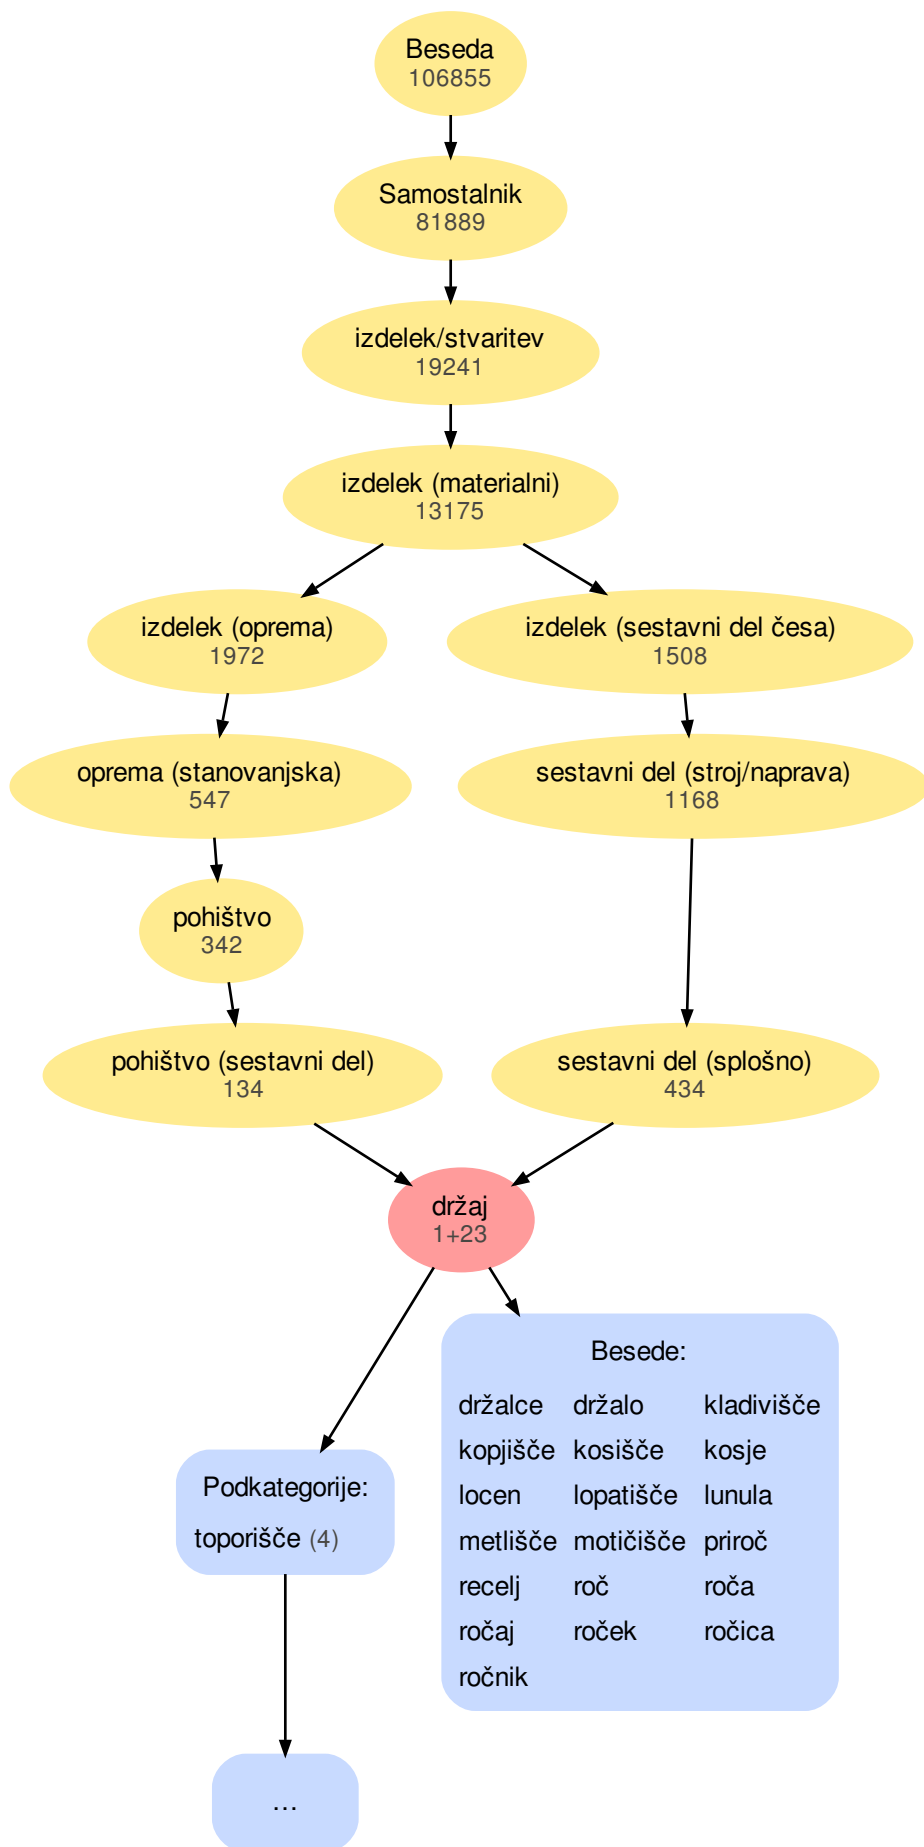 Beseda
106855
Samostalnik
81889
izdelek/stvaritev
19241
izdelek (materialni)
13175
izdelek (oprema)
1972
izdelek (sestavni del česa)
1508
oprema (stanovanjska)
547
sestavni del (stroj/naprava)
1168
pohištvo
342
pohištvo (sestavni del)
134
sestavni del (splošno)
434
držaj
1+23
Besede:
držalce držalo kladivišče
kopjišče kosišče kosje
locen lopatišče lunula
metlišče motičišče priroč
recelj roč roča
ročaj roček ročica
ročnik
Podkategorije:
toporišče (4)
…